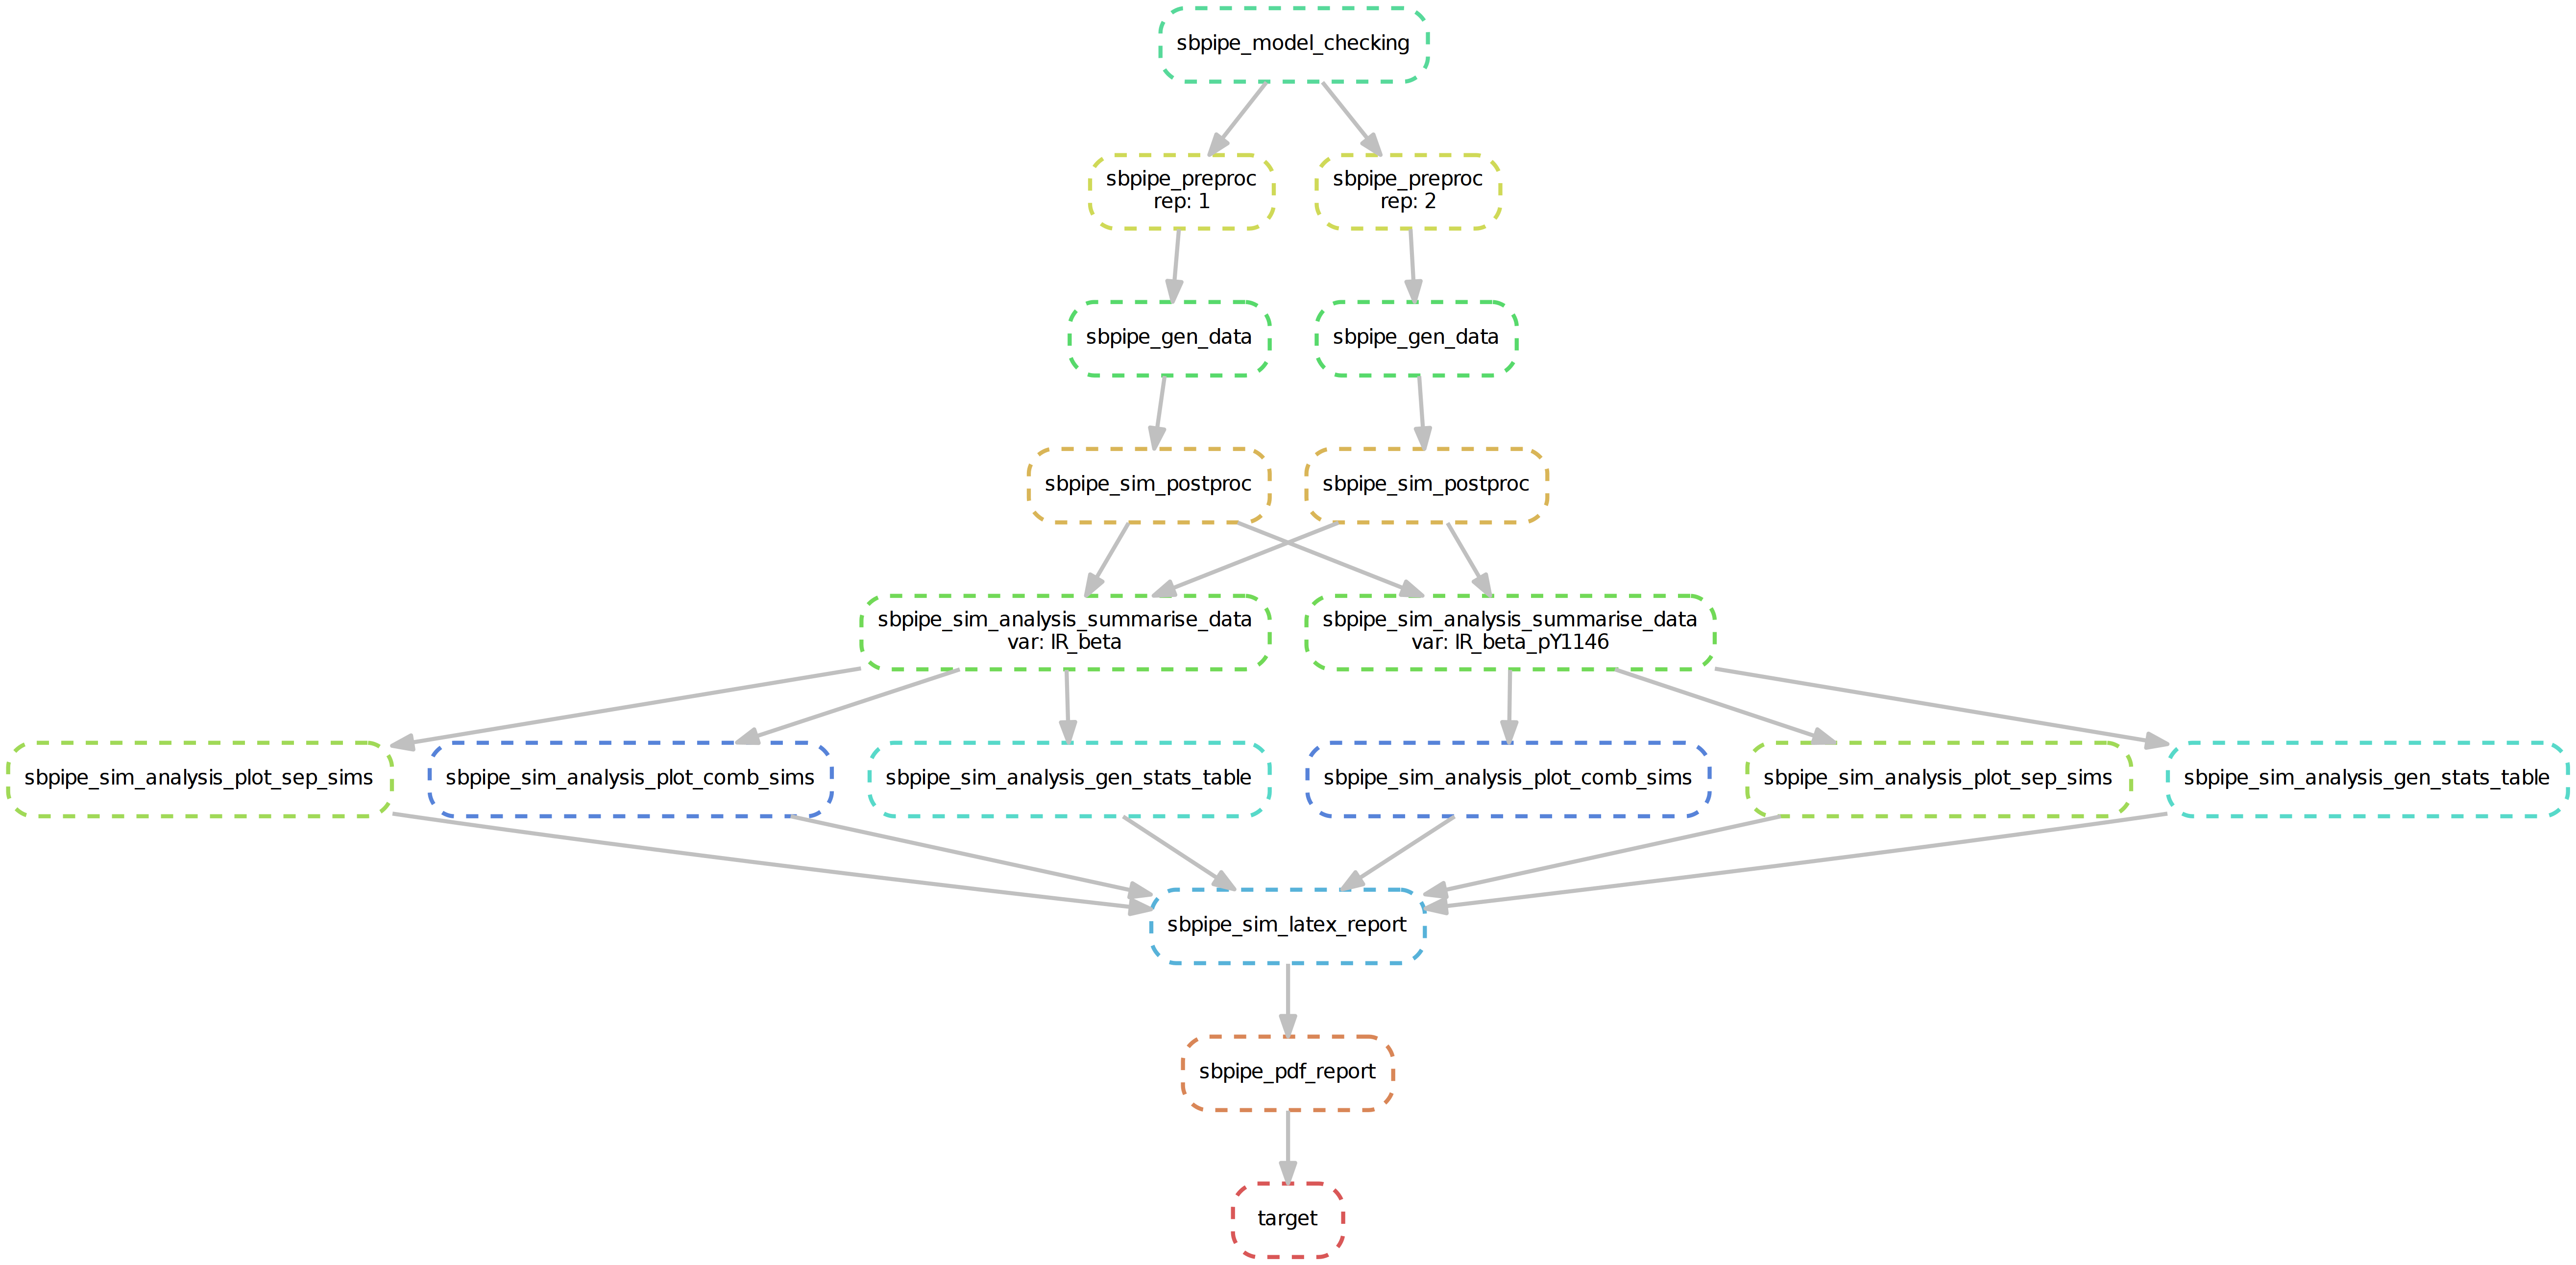 sbpipe_model_checking
sbpipe_preproc
rep: 1
sbpipe_preproc
rep: 2
sbpipe_gen_data
sbpipe_gen_data
sbpipe_sim_postproc
sbpipe_sim_postproc
sbpipe_sim_analysis_summarise_data
var: IR_beta
sbpipe_sim_analysis_summarise_data
var: IR_beta_pY1146
sbpipe_sim_analysis_plot_sep_sims
sbpipe_sim_analysis_plot_comb_sims
sbpipe_sim_analysis_gen_stats_table
sbpipe_sim_analysis_plot_comb_sims
sbpipe_sim_analysis_plot_sep_sims
sbpipe_sim_analysis_gen_stats_table
sbpipe_sim_latex_report
sbpipe_pdf_report
target